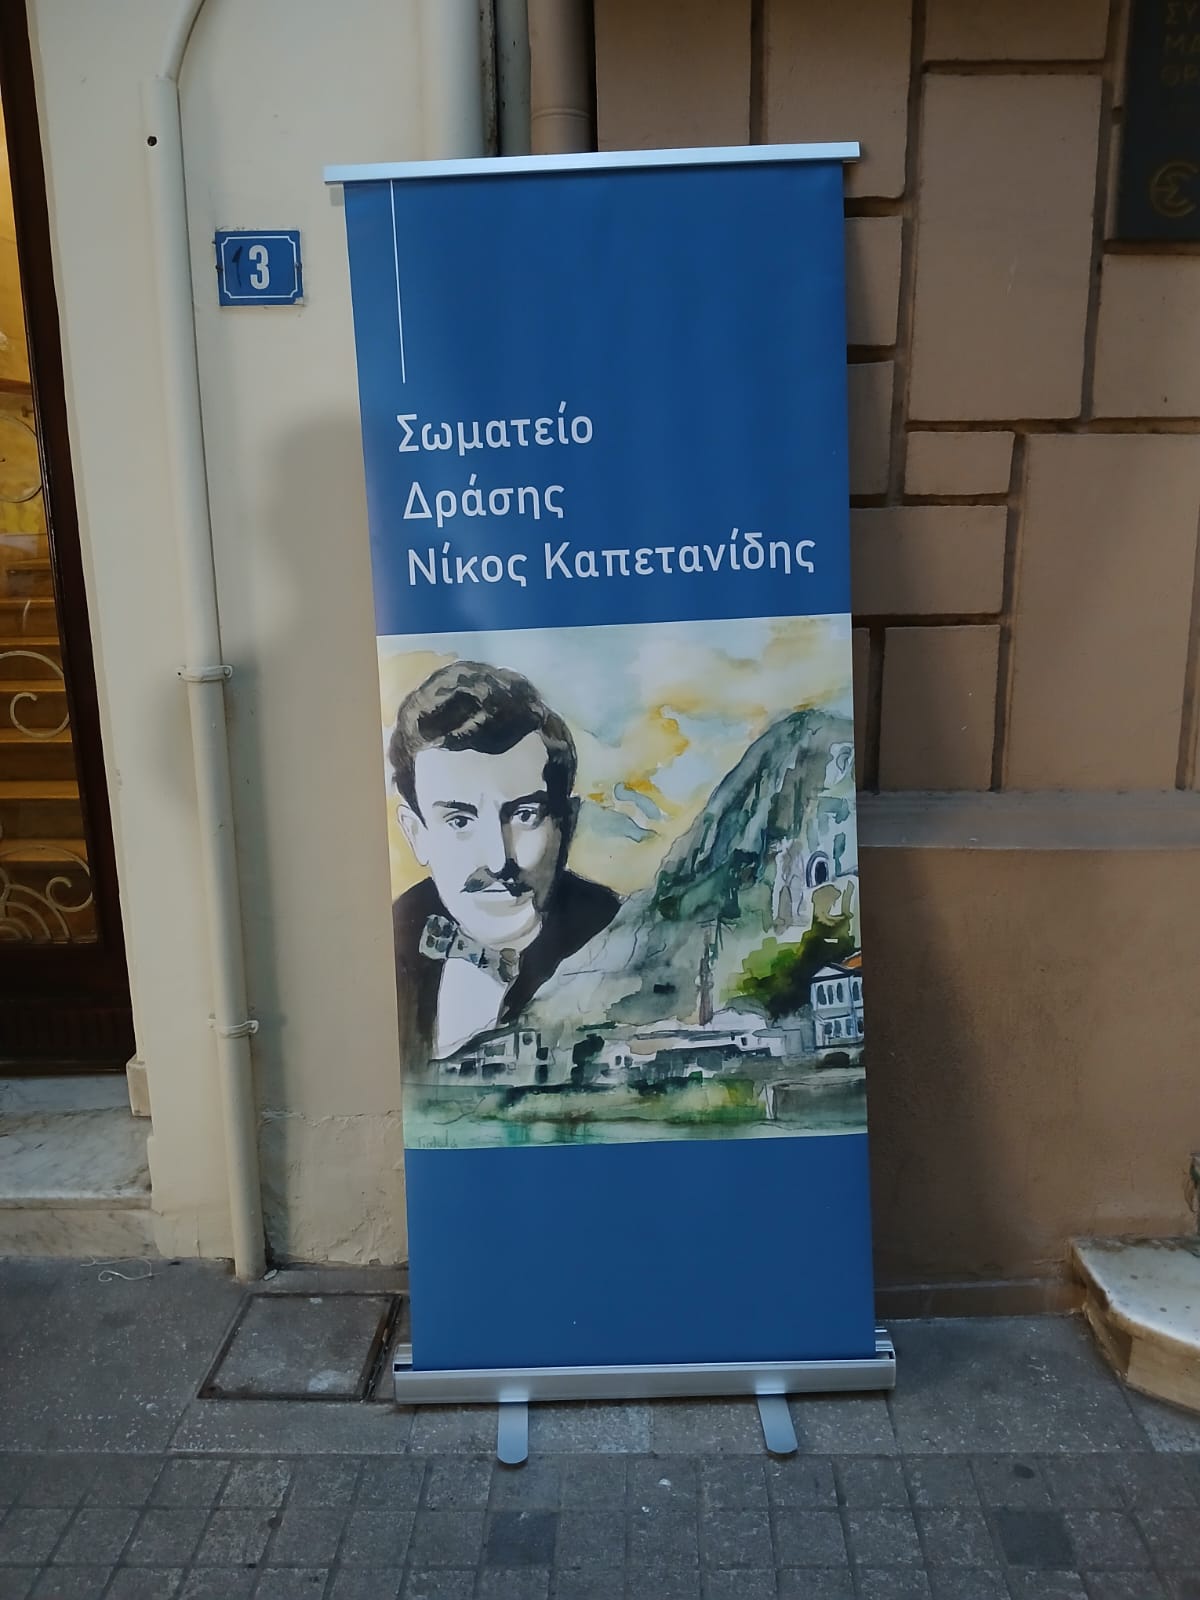 13
Σωματείο
Δράσης
Νίκος Καπετανίδης